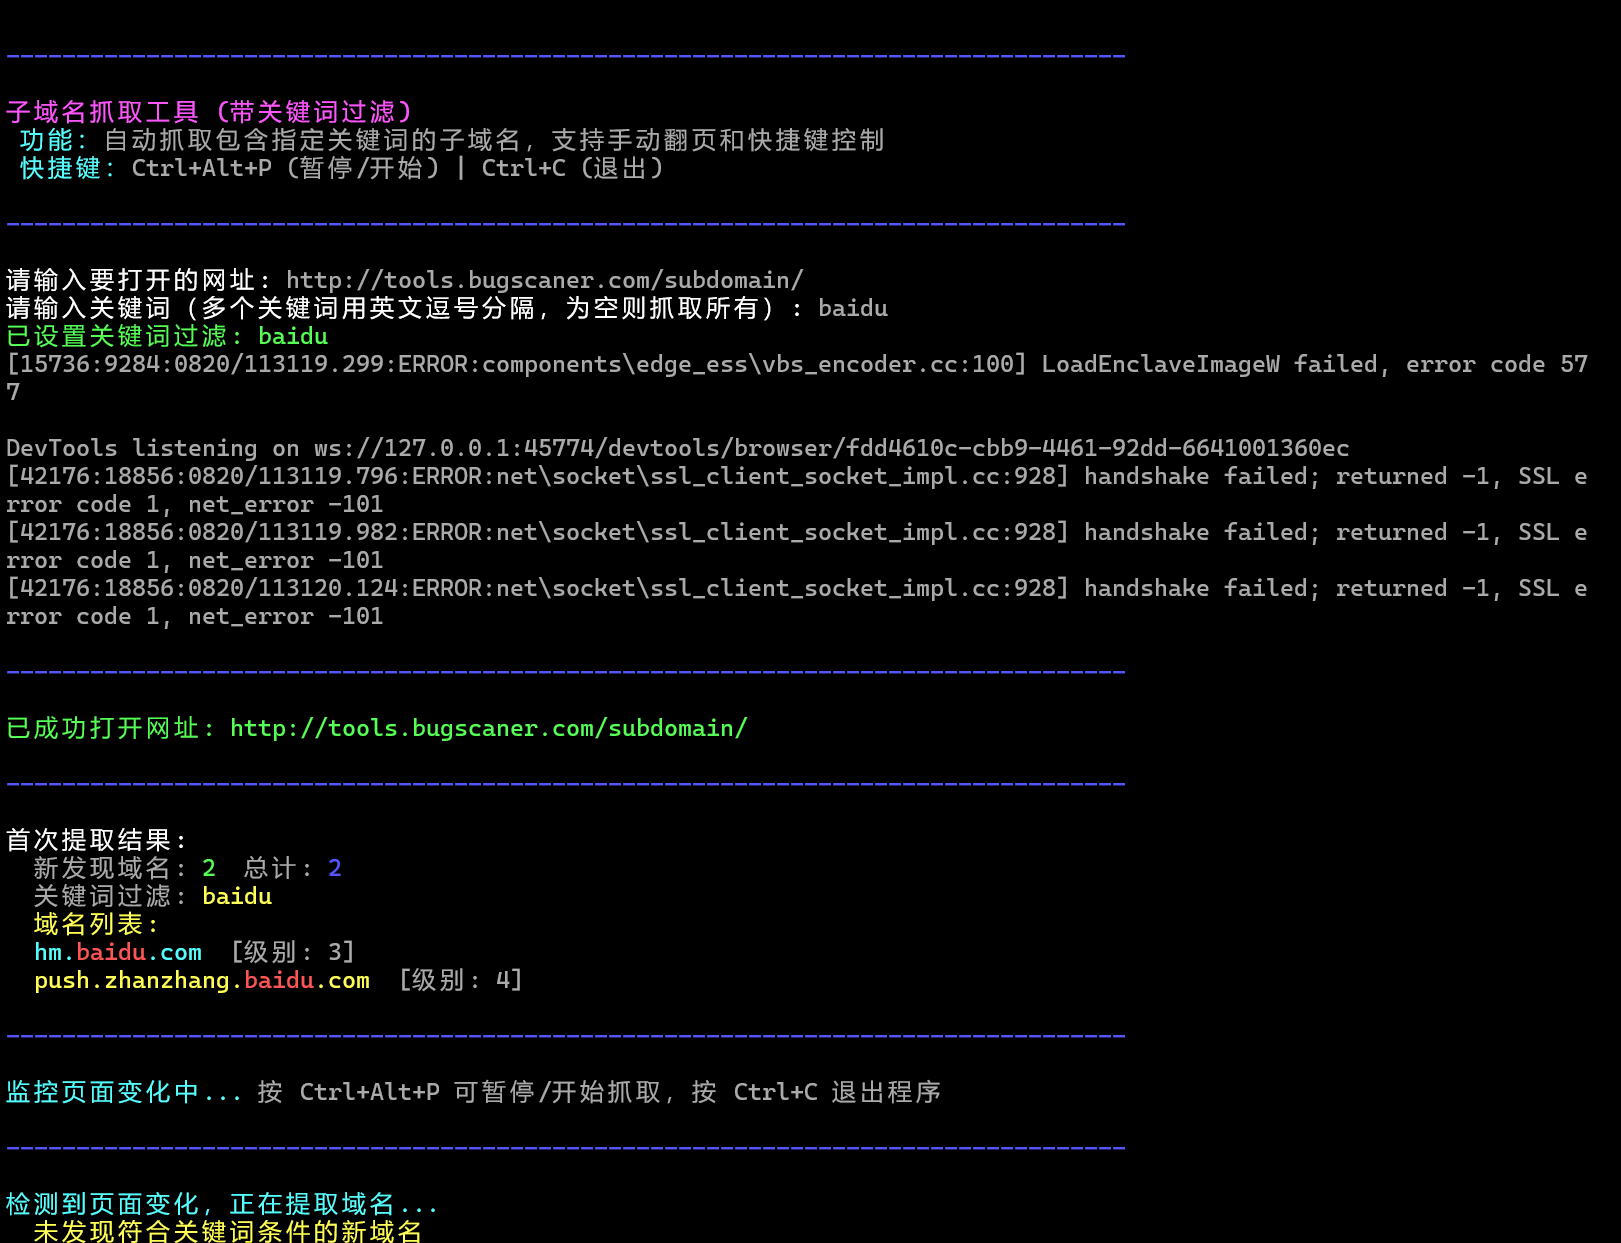 --------------------------------------------------------------------------------
子域名抓取工具 (带关键词过滤)
功能: 自动抓取包含指定关键词的子域名，支持手动翻页和快捷键控制
快捷键: Ctrl+Alt+P (暂停/开始) | Ctrl+C (退出)
--------------------------------------------------------------------------------
请输入要打开的网址: http://tools.bugscaner.com/subdomain/
请输入关键词（多个关键词用英文逗号分隔，为空则抓取所有）: baidu
已设置关键词过滤: baidu
[15736:9284:0820/113119.299:ERROR:components\edge_ess\vbs_encoder.cc:100] LoadEnclaveImageW failed, error code 57
7
DevTools listening on ws://127.0.0.1:45774/devtools/browser/fdd4610c-cbb9-4461-92dd-6641001360ec
[42176:18856:0820/113119.796:ERROR:net\socket\ssl_client_socket_impl.cc:928] handshake failed; returned -1, SSL e
rror code 1, net_error -101
[42176:18856:0820/113119.982:ERROR:net\socket\ssl_client_socket_impl.cc:928] handshake failed; returned -1, SSL e
rror code 1, net_error -101
[42176:18856:0820/113120.124:ERROR:net\socket\ssl_client_socket_impl.cc:928] handshake failed; returned -1, SSL e
rror code 1, net_error -101
--------------------------------------------------------------------------------
已成功打开网址: http://tools.bugscaner.com/subdomain/
--------------------------------------------------------------------------------
首次提取结果:
新发现域名: 2  总计: 2
关键词过滤: baidu
域名列表:
hm.baidu.com  [级别: 3]
push.zhanzhang.baidu.com  [级别: 4]
--------------------------------------------------------------------------------
监控页面变化中... 按 Ctrl+Alt+P 可暂停/开始抓取，按 Ctrl+C 退出程序
--------------------------------------------------------------------------------
检测到页面变化，正在提取域名...
未发现符合关键词条件的新域名